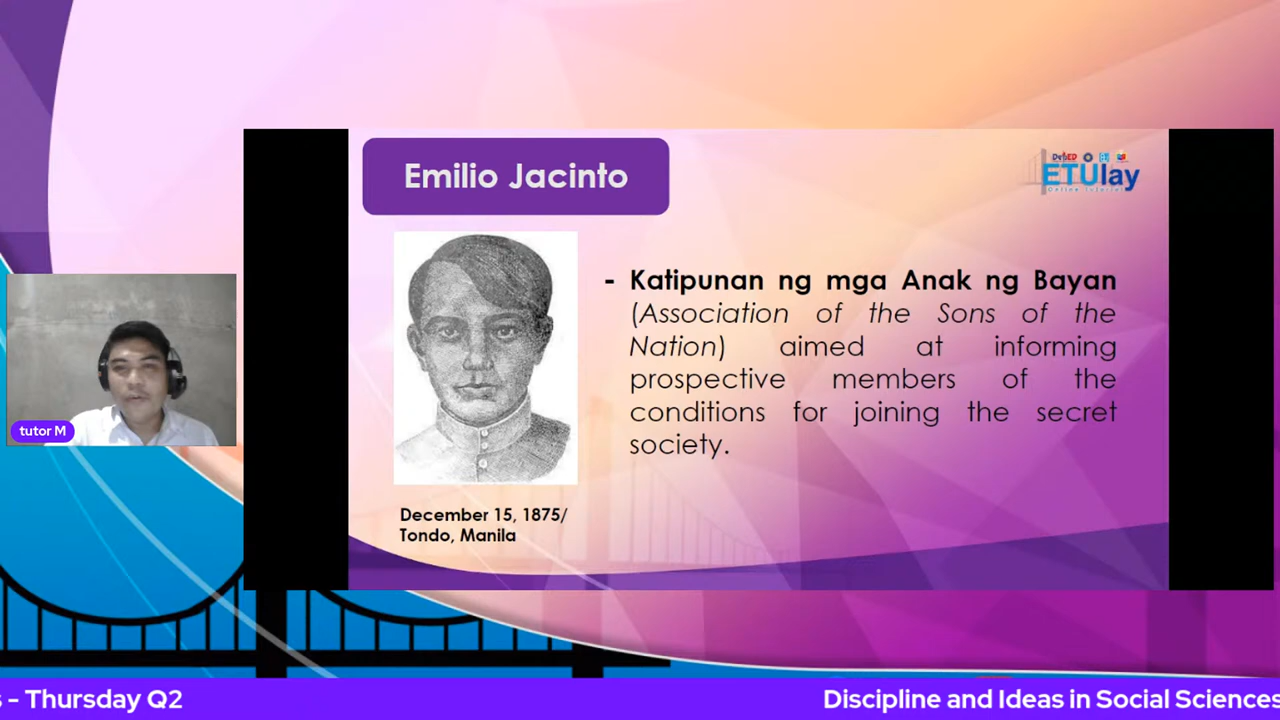 Emilio Jacinto
DepED
ETUlay
- Katipunan ng mga Anak ng Bayan
(Association of the Sons of the
Nation) aimed at informing
prospective members of the
conditions for joining the secret
society.
December 15, 1875/
Tondo, Manila
tutor M
s - Thursday Q2
Discipline and Ideas in Social Sciences